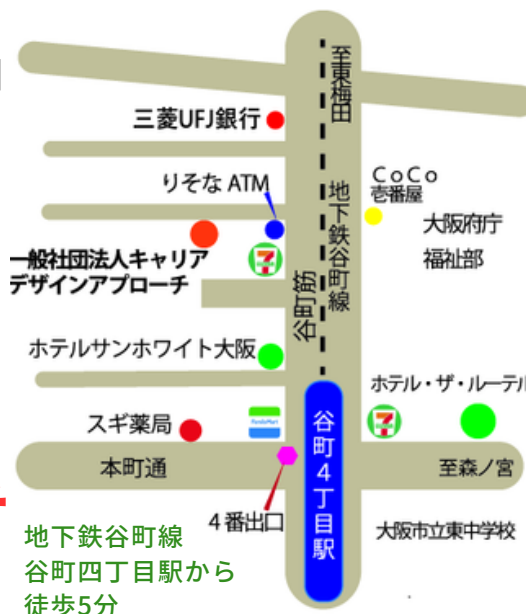 至東梅田
三菱UFJ銀行
りそな ATM
地下鉄谷町線
CoCo
壱番屋
大阪府庁
福祉部
一般社団法人キャリア
デザインアプローチ
谷町筋
ホテルサンホワイト大阪
ホテル・ザ・ルーテル
スギ薬局
FamilyMart
谷町4丁目駅
本町通
至森ノ宮
4番出口
大阪市立東中学校
地下鉄谷町線
谷町四丁目駅から
徒歩5分